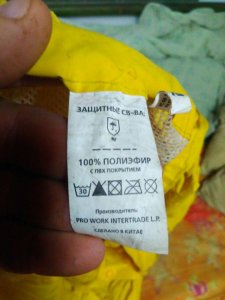 ЗАЩИТНЫЕ СВ-ВА:
100% ПОЛИЭФИР
С ПВХ ПОКРЫТИЕМ
30
Производитель
PRO WORK INTERTRADE L.P.
СДЕЛАНО В КИТАЕ